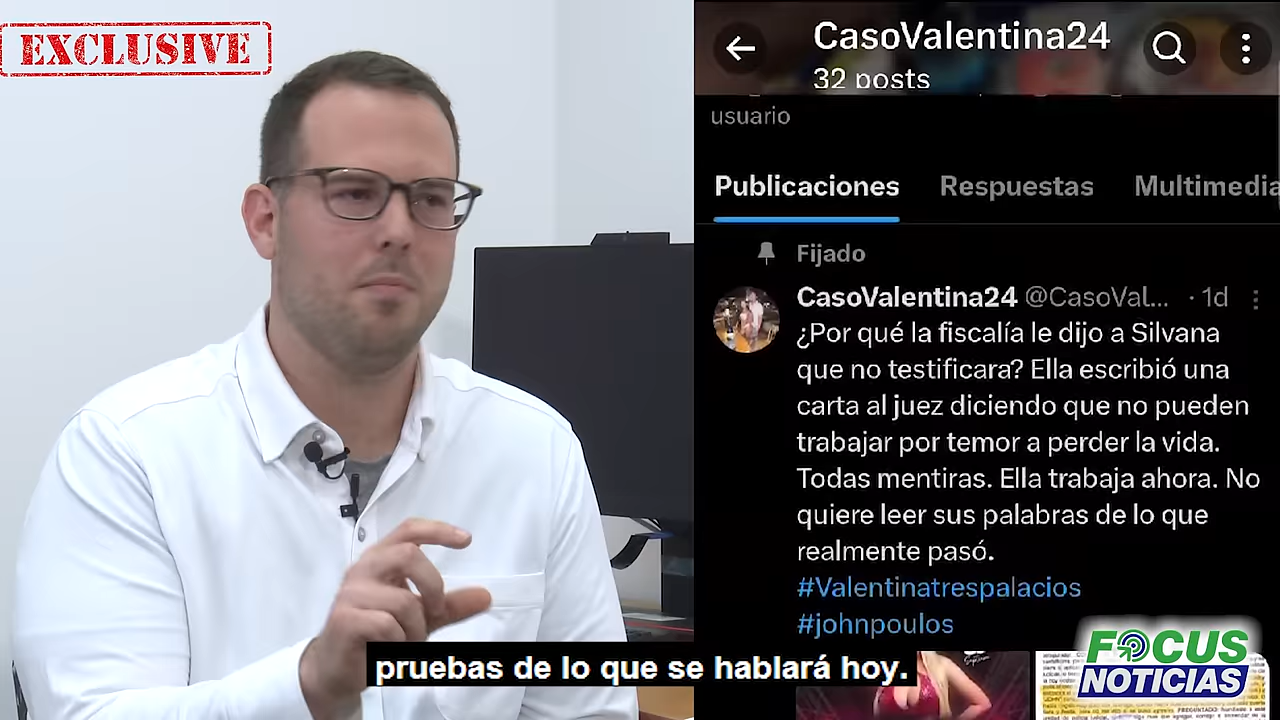 EXCLUSIVE
CasoValentina24
32 posts
usuario
Publicaciones Respuestas Multimedia
Fijado
CasoValentina24 @CasoVal... · 1d
¿Por qué la fiscalía le dijo a Silvana
que no testificara? Ella escribió una
carta al juez diciendo que no pueden
trabajar por temor a perder la vida.
Todas mentiras. Ella trabaja ahora. No
quiere leer sus palabras de lo que
realmente pasó.
#Valentinatrespalacios
#johnpoulos
pruebas de lo que se hablará hoy.
FOCUS
NOTICIAS